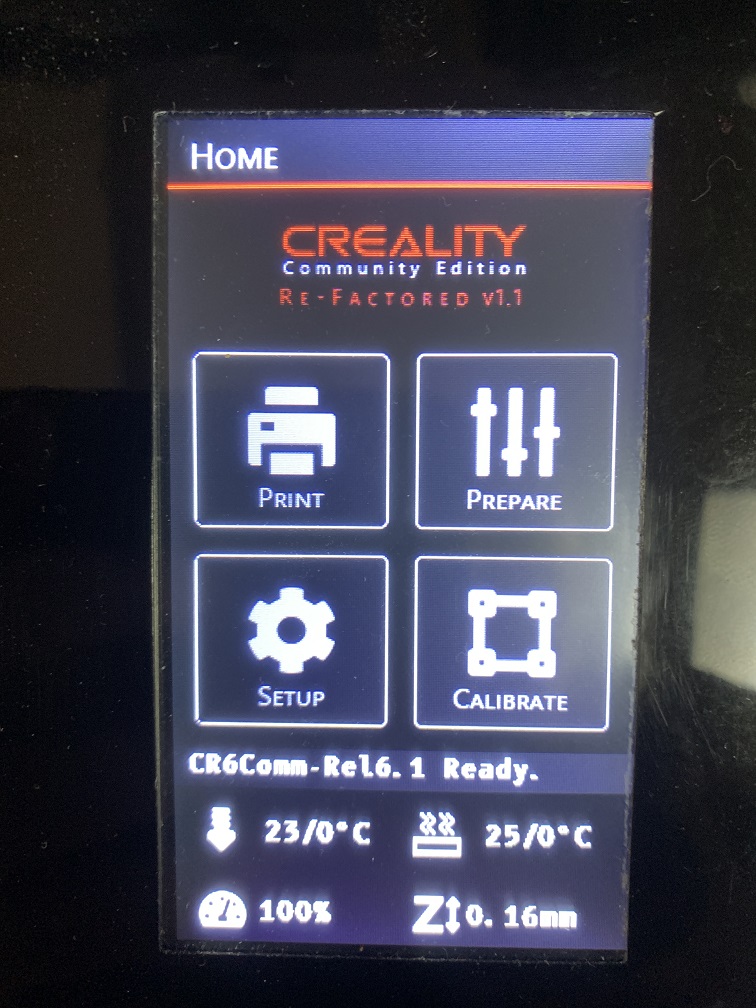 HOME
CREALITY
Community Edition
RE-FACTORED v1.1
PRINT
PREPARE
SETUP
CALIBRATE
CR6Comm-Rel6.1 Ready.
23/0°C
25/0°C
100%
Z 0.16mm